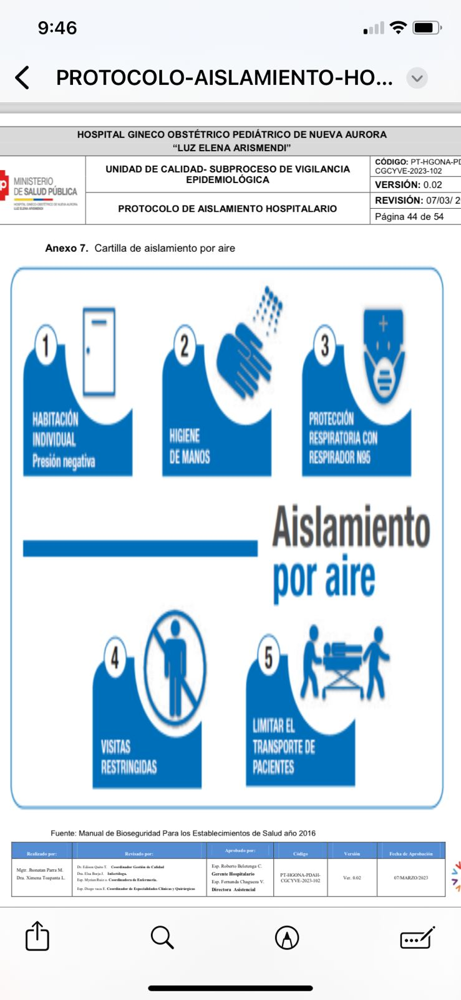 9:46
PROTOCOLO-AISLAMIENTO-HO...
HOSPITAL GINECO OBSTÉTRICO PEDIÁTRICO DE NUEVA AURORA
“LUZ ELENA ARISMENDI”
MINISTERIO
DE SALUD PÚBLICA
HOSPITAL GINECO-OBSTÉTRICO DE NUEVA AURORA
LUZ ELENA ARISMENDI
UNIDAD DE CALIDAD- SUBPROCESO DE VIGILANCIA
EPIDEMIOLÓGICA
PROTOCOLO DE AISLAMIENTO HOSPITALARIO
CÓDIGO: PT-HGONA-PD
CGCYVE-2023-102
VERSIÓN: 0.02
REVISIÓN: 07/03/ 2
Página 44 de 54
Anexo 7. Cartilla de aislamiento por aire
1
HABITACIÓN
INDIVIDUAL
Presión negativa
2
HIGIENE
DE MANOS
3
PROTECCIÓN
RESPIRATORIA CON
RESPIRADOR N95
Aislamiento
por aire
4
VISITAS
RESTRINGIDAS
5
LIMITAR EL
TRANSPORTE DE
PACIENTES
Fuente: Manual de Bioseguridad Para los Establecimientos de Salud año 2016
Realizado por:
Revisado por:
Aprobado por:
Código
Versión
Fecha de Aprobación
Mgtr. Jhonatan Parra M.
Dra. Ximena Toapanta L.
Dr. Edison Quito T. Coordinador Gestión de Calidad
Dra. Elsa Borja J. Infectóloga.
Esp. Myrian Ruiz o. Coordinadora de Enfermería.
Esp. Diego vaca E. Coordinador de Especialidades Clínicas y Quirúrgicas
Esp. Roberto Beletenga C.
Gerente Hospitalario
Esp. Fernanda Chagueza V.
Directora Asistencial
PT-HGONA-PDAH-
CGCYVE-2023-102
Ver. 0.02
07/MARZO/2023